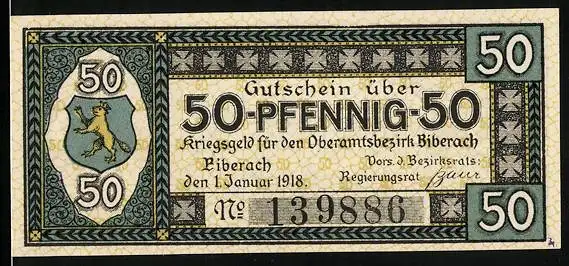 50
50
Gutschein über
50-PFENNIG-50
Kriegsgeld für den Oberamtsbezirk Biberach
Biberach
den 1. Januar 1918.
Vors. d. Bezirksrats:
Regierungsrat
No 139886
50
50